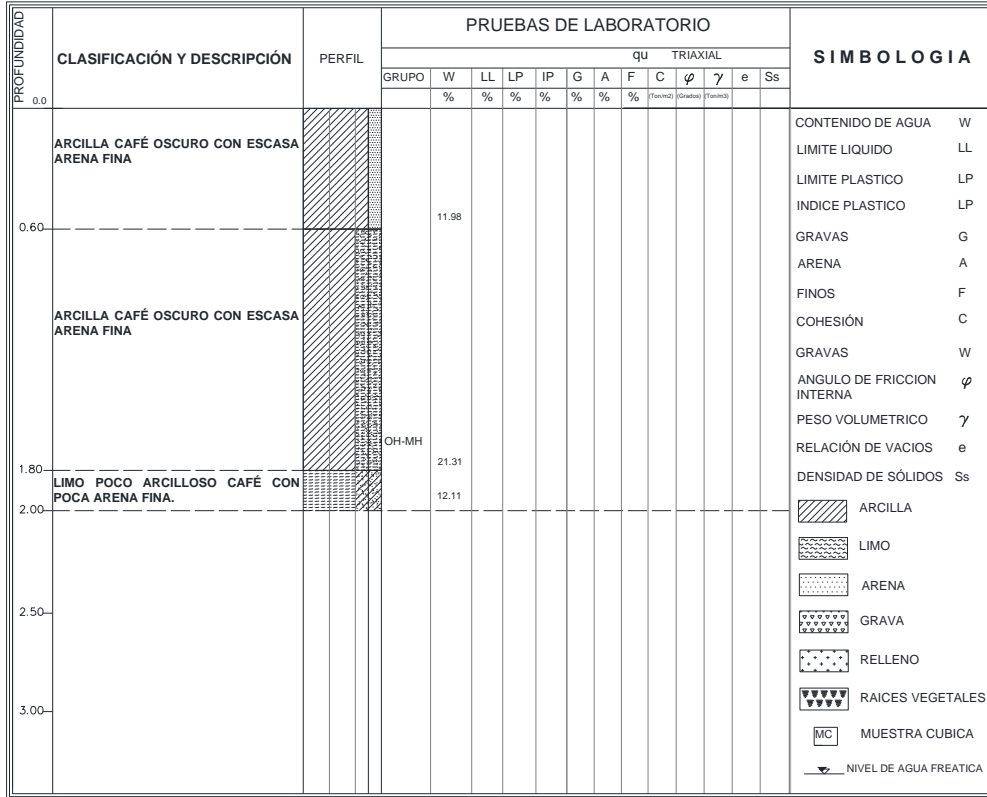 PROFUNDIDAD
0.0
CLASIFICACIÓN Y DESCRIPCIÓN
PERFIL
PRUEBAS DE LABORATORIO
qu TRIAXIAL
GRUPO W LL LP IP G A F C φ γ e Ss
% % % % % % % (Ton/m2) (Grados) (Ton/m3)
ARCILLA CAFÉ OSCURO CON ESCASA
ARENA FINA
11.98
0.60
ARCILLA CAFÉ OSCURO CON ESCASA
ARENA FINA
OH-MH
21.31
1.80
LIMO POCO ARCILLOSO CAFÉ CON
POCA ARENA FINA.
12.11
2.00
2.50
3.00
SIMBOLOGIA
CONTENIDO DE AGUA W
LIMITE LIQUIDO LL
LIMITE PLASTICO LP
INDICE PLASTICO LP
GRAVAS G
ARENA A
FINOS F
COHESIÓN C
GRAVAS W
ANGULO DE FRICCION φ
INTERNA
PESO VOLUMETRICO γ
RELACIÓN DE VACIOS e
DENSIDAD DE SÓLIDOS Ss
ARCILLA
LIMO
ARENA
GRAVA
RELLENO
RAICES VEGETALES
MC MUESTRA CUBICA
NIVEL DE AGUA FREATICA